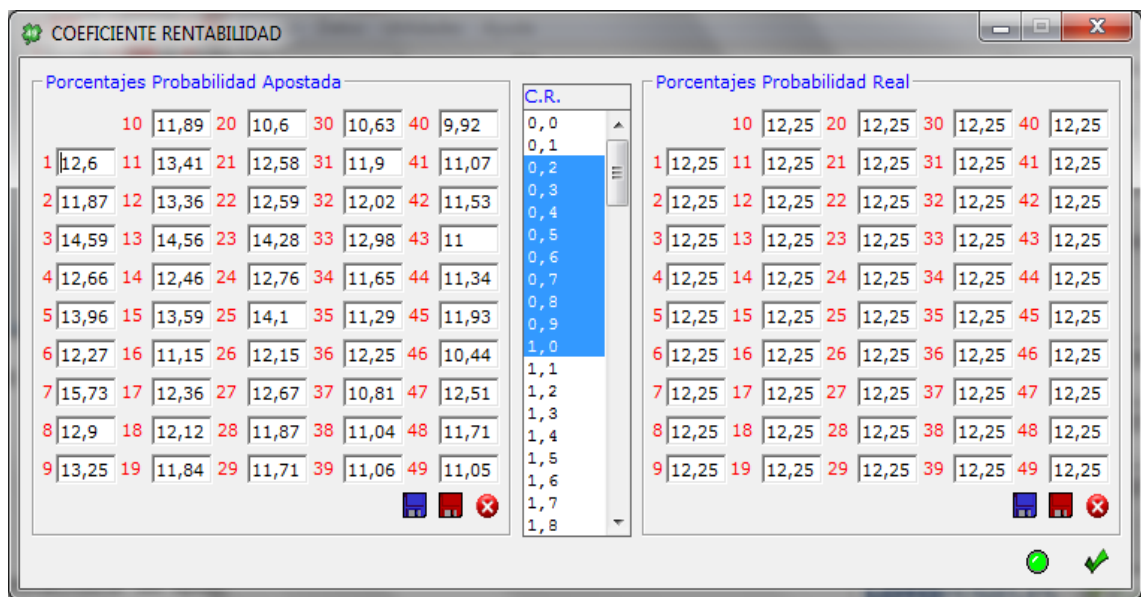 COEFICIENTE RENTABILIDAD
Porcentajes Probabilidad Apostada
10 11,89 20 10,6 30 10,63 40 9,92
1 12,6 11 13,41 21 12,58 31 11,9 41 11,07
2 11,87 12 13,36 22 12,59 32 12,02 42 11,53
3 14,59 13 14,56 23 14,28 33 12,98 43 11
4 12,66 14 12,46 24 12,76 34 11,65 44 11,34
5 13,96 15 13,59 25 14,1 35 11,29 45 11,93
6 12,27 16 11,15 26 12,15 36 12,25 46 10,44
7 15,73 17 12,36 27 12,67 37 10,81 47 12,51
8 12,9 18 12,12 28 11,87 38 11,04 48 11,71
9 13,25 19 11,84 29 11,71 39 11,06 49 11,05
C.R.
0,0
0,1
0,2
0,3
0,4
0,5
0,6
0,7
0,8
0,9
1,0
1,1
1,2
1,3
1,4
1,5
1,6
1,7
1,8
Porcentajes Probabilidad Real
10 12,25 20 12,25 30 12,25 40 12,25
1 12,25 11 12,25 21 12,25 31 12,25 41 12,25
2 12,25 12 12,25 22 12,25 32 12,25 42 12,25
3 12,25 13 12,25 23 12,25 33 12,25 43 12,25
4 12,25 14 12,25 24 12,25 34 12,25 44 12,25
5 12,25 15 12,25 25 12,25 35 12,25 45 12,25
6 12,25 16 12,25 26 12,25 36 12,25 46 12,25
7 12,25 17 12,25 27 12,25 37 12,25 47 12,25
8 12,25 18 12,25 28 12,25 38 12,25 48 12,25
9 12,25 19 12,25 29 12,25 39 12,25 49 12,25